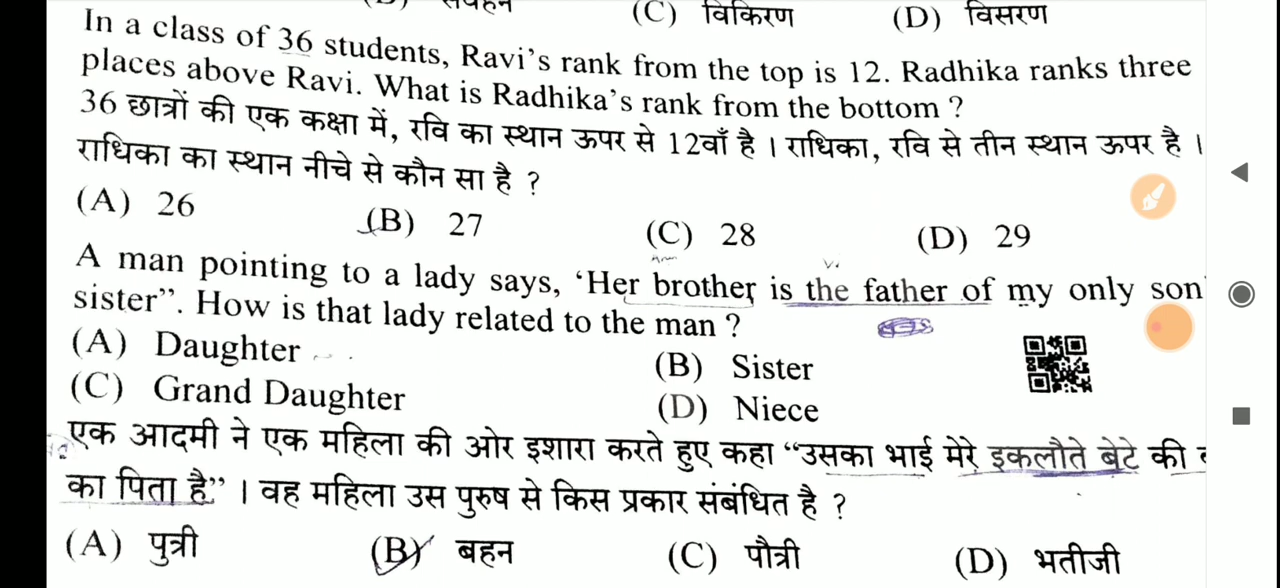 (C) विकिरण (D) विसरण
In a class of 36 students, Ravi's rank from the top is 12. Radhika ranks three
places above Ravi. What is Radhika's rank from the bottom ?
36 छात्रों की एक कक्षा में, रवि का स्थान ऊपर से 12वाँ है । राधिका, रवि से तीन स्थान ऊपर है ।
राधिका का स्थान नीचे से कौन सा है ?
(A) 26 (B) 27 (C) 28 (D) 29
A man pointing to a lady says, ‘Her brother is the father of my only son
sister”. How is that lady related to the man ?
(A) Daughter (B) Sister
(C) Grand Daughter (D) Niece
एक आदमी ने एक महिला की ओर इशारा करते हुए कहा “उसका भाई मेरे इकलौते बेटे की
का पिता है” । वह महिला उस पुरुष से किस प्रकार संबंधित है ?
(A) पुत्री (B) बहन (C) पौत्री (D) भतीजी